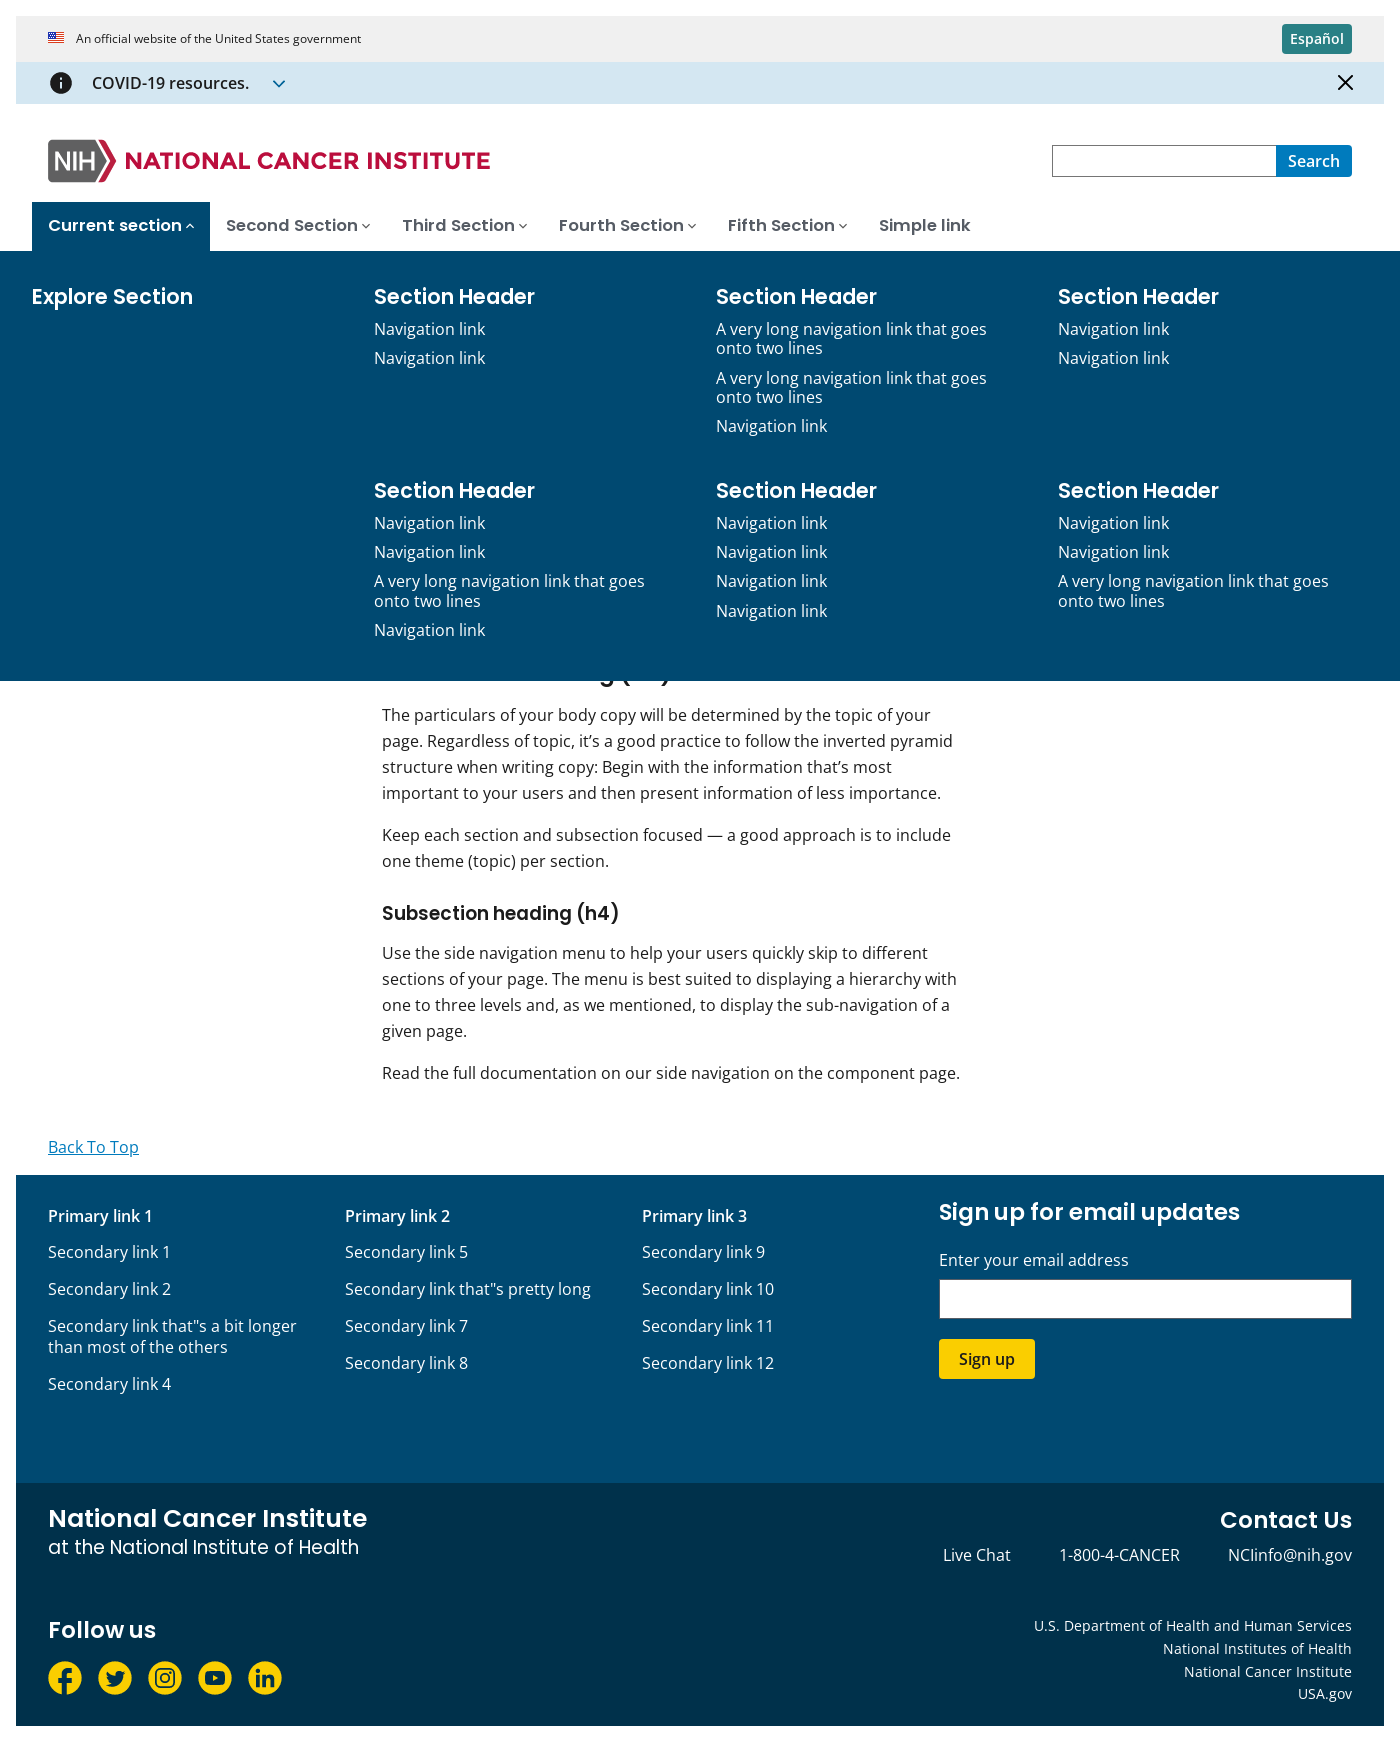 An official website of the United States government
Español
COVID-19 resources.
NIH NATIONAL CANCER INSTITUTE
Search
Current section
Second Section
Third Section
Fourth Section
Fifth Section
Simple link
Explore Section
Section Header
Navigation link
Navigation link
Section Header
A very long navigation link that goes
onto two lines
A very long navigation link that goes
onto two lines
Navigation link
Section Header
Navigation link
Navigation link
Section Header
Navigation link
Navigation link
A very long navigation link that goes
onto two lines
Navigation link
Section Header
Navigation link
Navigation link
Navigation link
Navigation link
Section Header
Navigation link
Navigation link
A very long navigation link that goes
onto two lines
The particulars of your body copy will be determined by the topic of your
page. Regardless of topic, it’s a good practice to follow the inverted pyramid
structure when writing copy: Begin with the information that’s most
important to your users and then present information of less importance.
Keep each section and subsection focused — a good approach is to include
one theme (topic) per section.
Subsection heading (h4)
Use the side navigation menu to help your users quickly skip to different
sections of your page. The menu is best suited to displaying a hierarchy with
one to three levels and, as we mentioned, to display the sub-navigation of a
given page.
Read the full documentation on our side navigation on the component page.
Back To Top
Primary link 1
Secondary link 1
Secondary link 2
Secondary link that"s a bit longer
than most of the others
Secondary link 4
Primary link 2
Secondary link 5
Secondary link that"s pretty long
Secondary link 7
Secondary link 8
Primary link 3
Secondary link 9
Secondary link 10
Secondary link 11
Secondary link 12
Sign up for email updates
Enter your email address
Sign up
National Cancer Institute
at the National Institute of Health
Contact Us
Live Chat
1-800-4-CANCER
NCIinfo@nih.gov
Follow us
U.S. Department of Health and Human Services
National Institutes of Health
National Cancer Institute
USA.gov